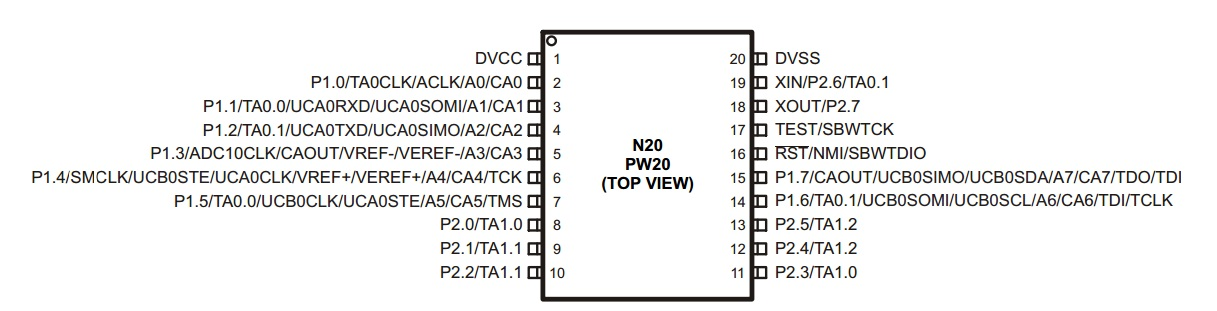 DVCC 1 20 DVSS
P1.0/TA0CLK/ACLK/A0/CA0 2 19 XIN/P2.6/TA0.1
P1.1/TA0.0/UCA0RXD/UCA0SOMI/A1/CA1 3 18 XOUT/P2.7
P1.2/TA0.1/UCA0TXD/UCA0SIMO/A2/CA2 4 17 TEST/SBWTCK
P1.3/ADC10CLK/CAOUT/VREF-/VEREF-/A3/CA3 5 16 RST/NMI/SBWTDIO
P1.4/SMCLK/UCB0STE/UCA0CLK/VREF+/VEREF+/A4/CA4/TCK 6 15 P1.7/CAOUT/UCB0SIMO/UCB0SDA/A7/CA7/TDO/TDI
P1.5/TA0.0/UCB0CLK/UCA0STE/A5/CA5/TMS 7 14 P1.6/TA0.1/UCB0SOMI/UCB0SCL/A6/CA6/TDI/TCLK
P2.0/TA1.0 8 13 P2.5/TA1.2
P2.1/TA1.1 9 12 P2.4/TA1.2
P2.2/TA1.1 10 11 P2.3/TA1.0
N20
PW20
(TOP VIEW)